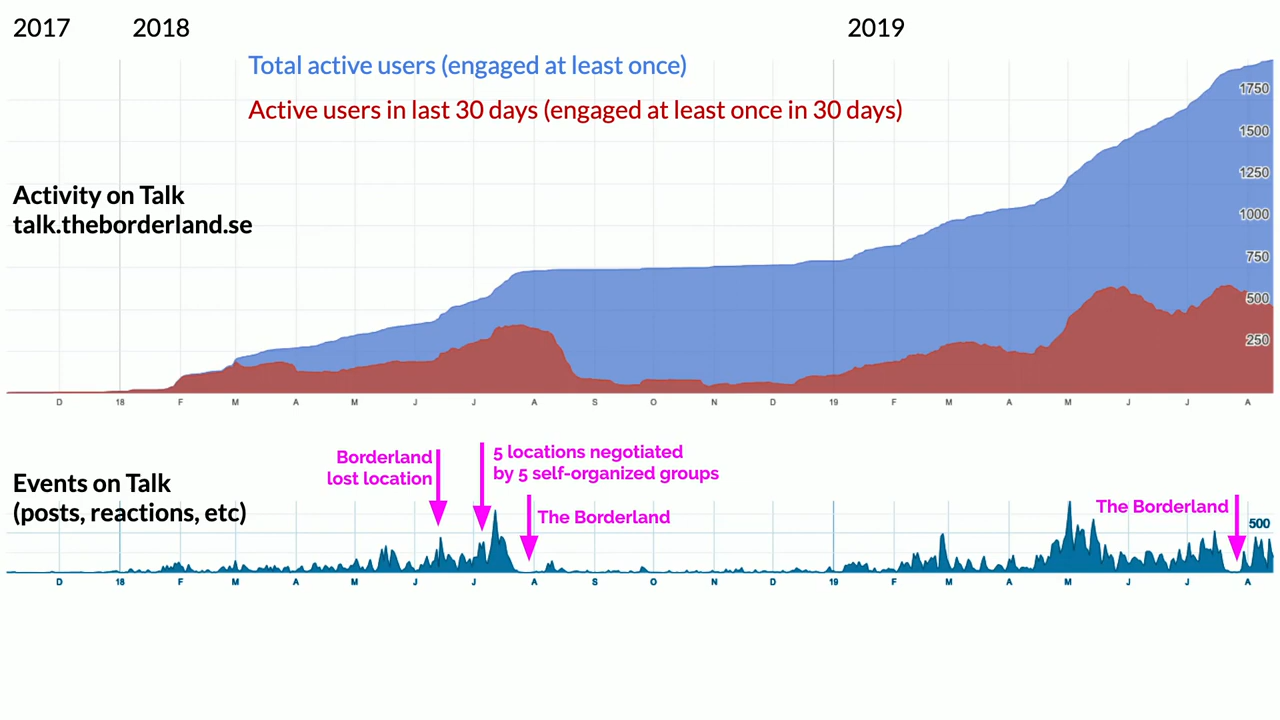 2017 2018 2019
Total active users (engaged at least once)
Active users in last 30 days (engaged at least once in 30 days)
Activity on Talk
talk.theborderland.se
1750
1500
1250
1000
750
500
250
D 18 F M A M J J A S O N D 19 F M A M J J A
Borderland
lost location
5 locations negotiated
by 5 self-organized groups
Events on Talk
(posts, reactions, etc)
The Borderland
The Borderland
500
D 18 F M A M J J A S O N D 19 F M A M J J A